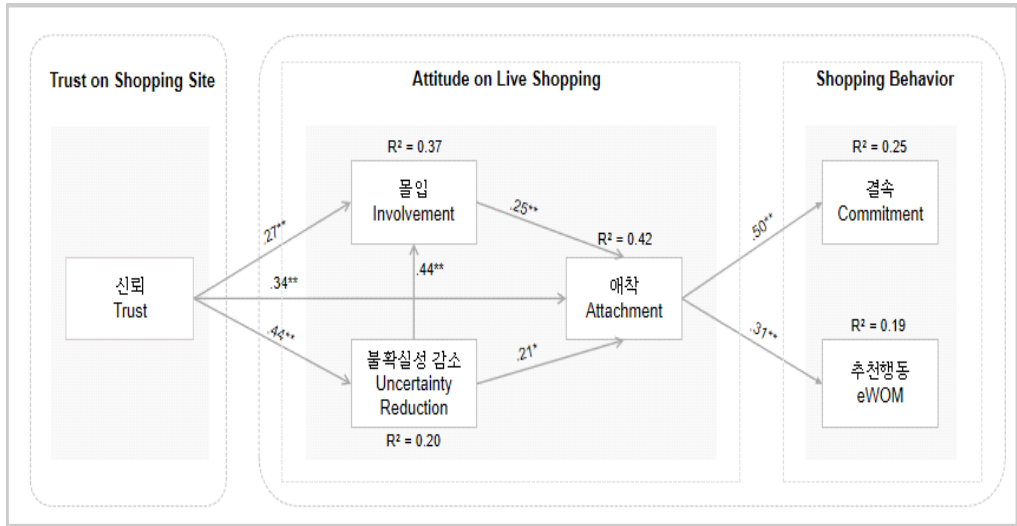 Trust on Shopping Site
Attitude on Live Shopping
Shopping Behavior
R² = 0.37
몰입
Involvement
R² = 0.25
결속
Commitment
.27**
.25**
.50**
R² = 0.42
.44**
신뢰
Trust
.34**
애착
Attachment
.44**
.21*
.31**
불확실성 감소
Uncertainty
Reduction
R² = 0.20
R² = 0.19
추천행동
eWOM